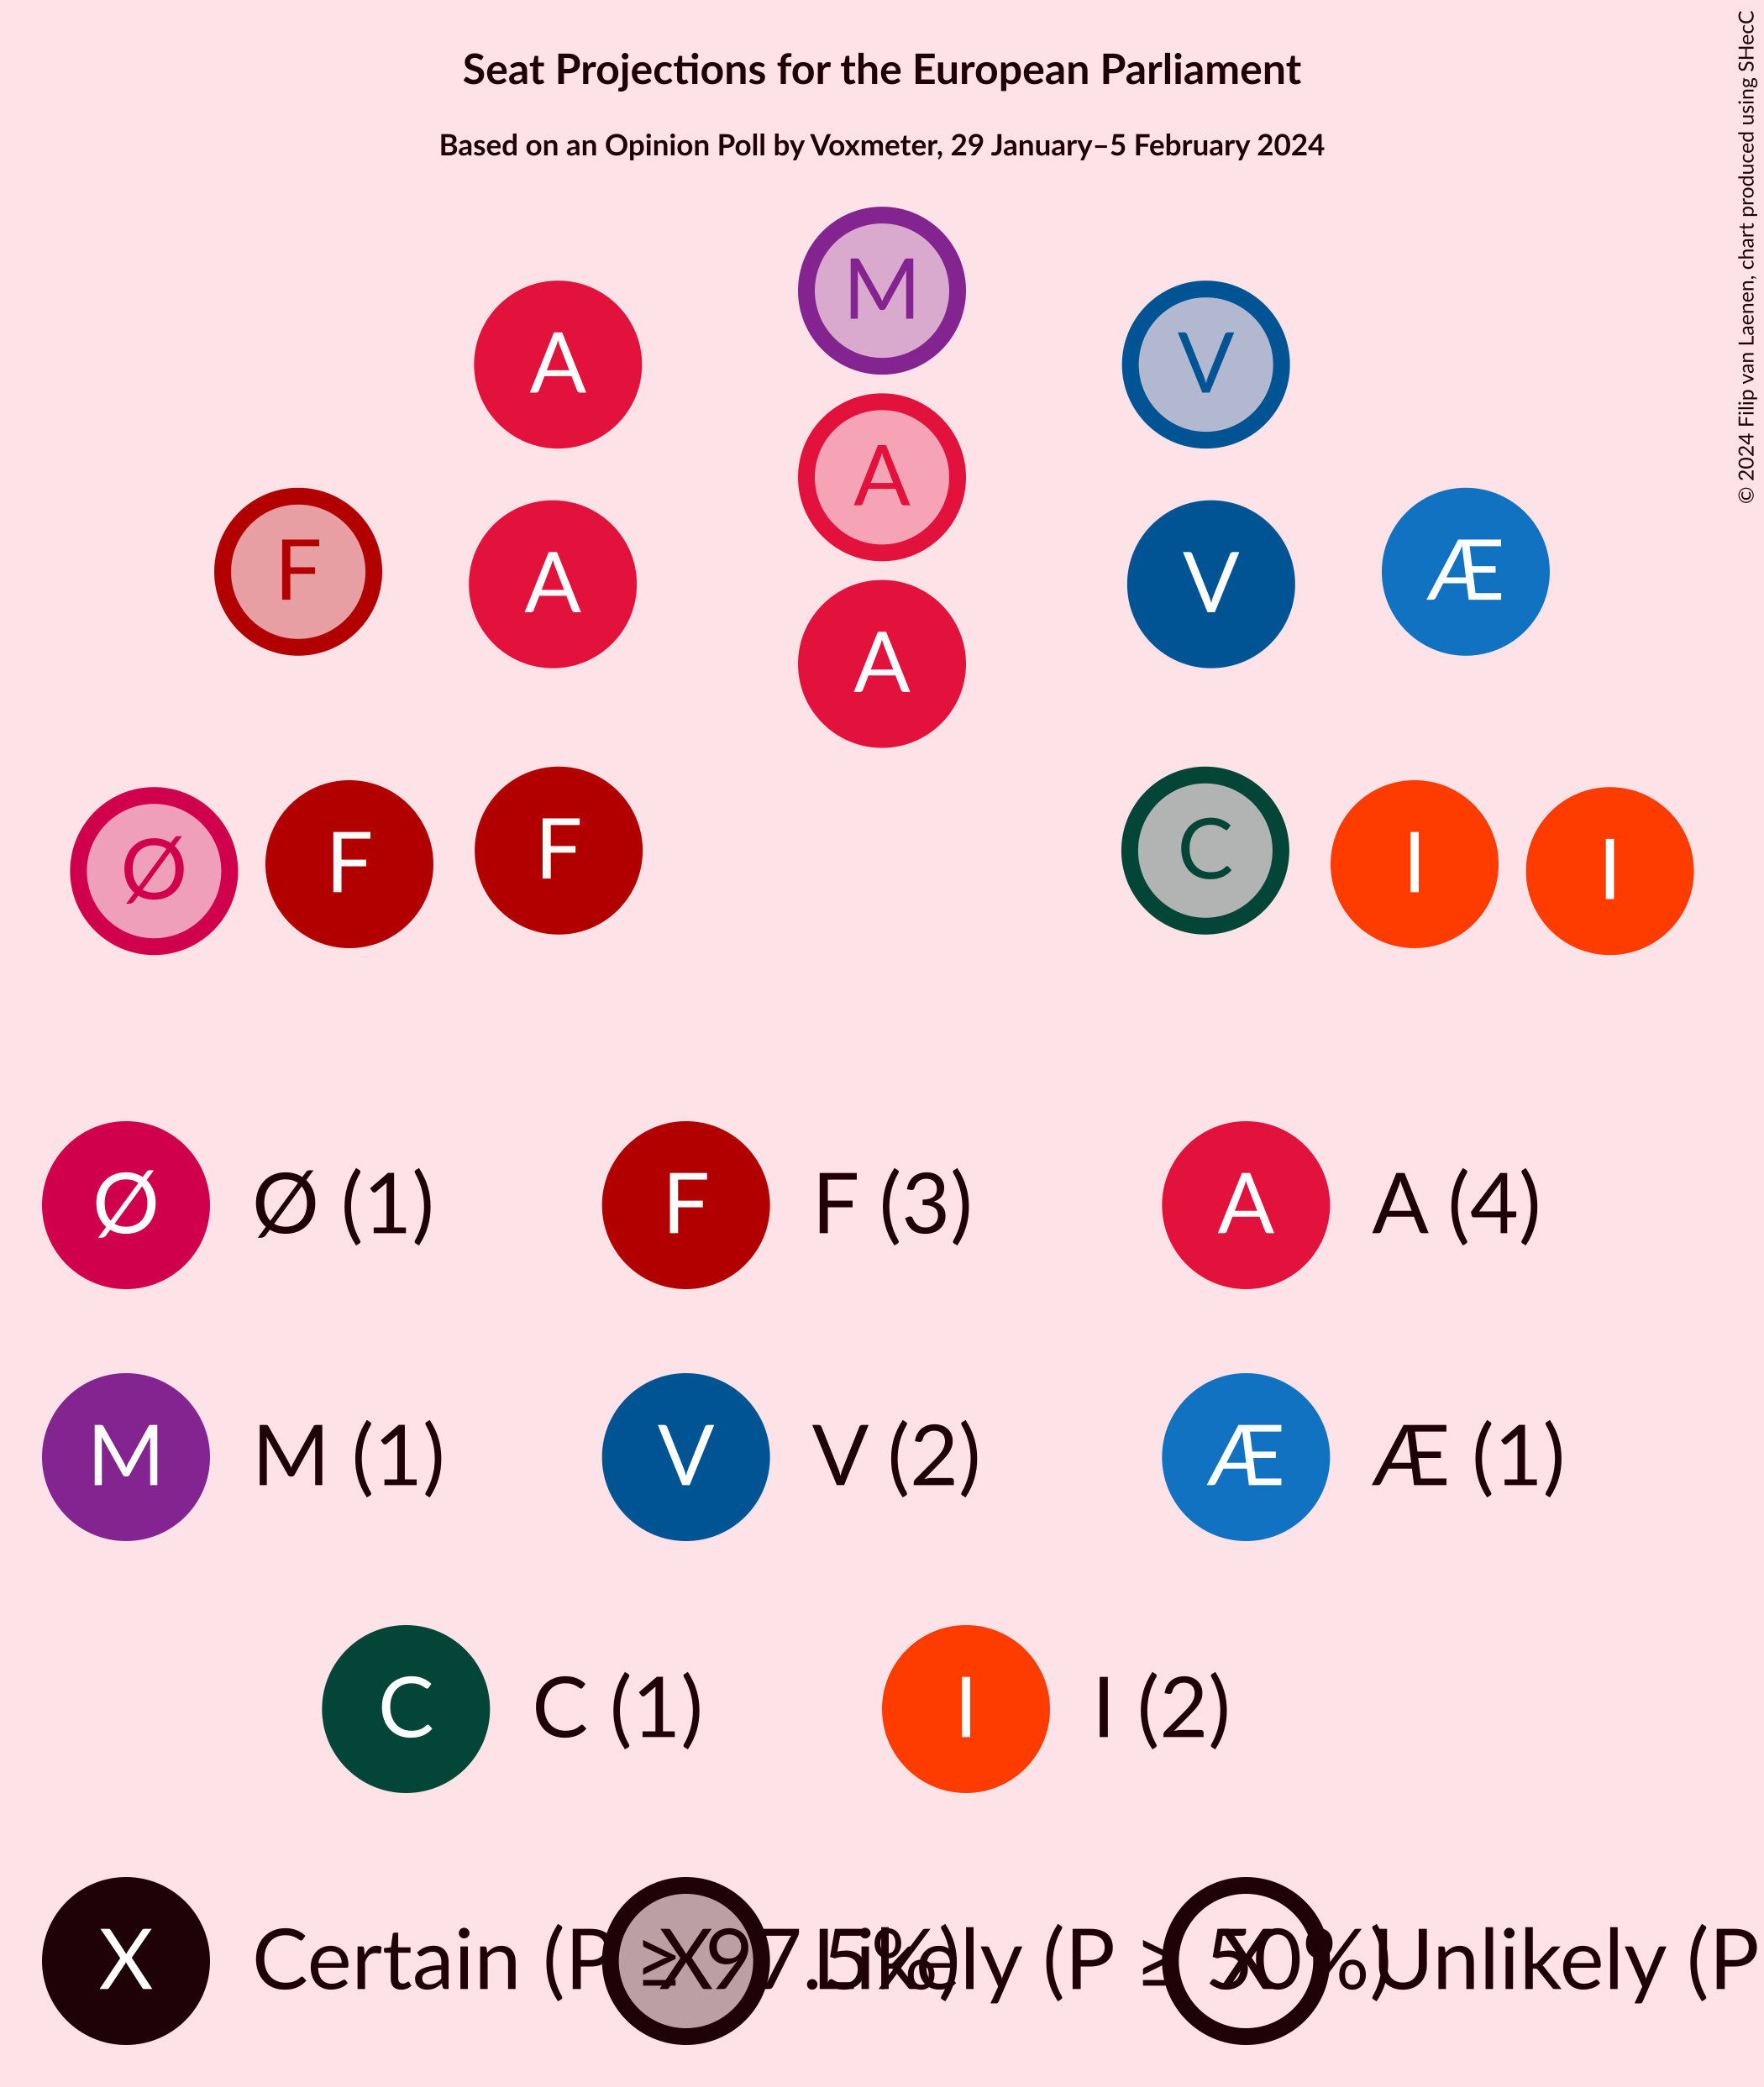 Seat Projections for the European Parliament
Based on an Opinion Poll by Voxmeter, 29 January–5 February 2024
© 2024 Filip van Laenen, chart produced using SHecC
M
A
V
A
F
A
V
Æ
A
Ø
F
F
C
I
I
Ø Ø (1) F F (3) A A (4)
M M (1) V V (2) Æ Æ (1)
C C (1) I I (2)
X Certain (P ≥ 97.5%) X Likely (P ≥ 50%) X Unlikely (P